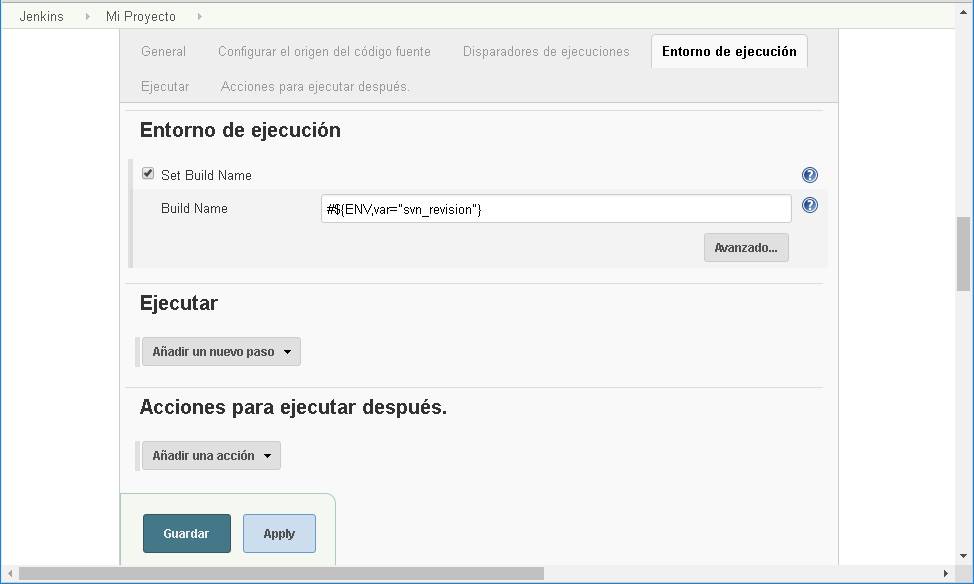 Jenkins Mi Proyecto
General Configurar el origen del código fuente Disparadores de ejecuciones Entorno de ejecución
Ejecutar Acciones para ejecutar después.
Entorno de ejecución
Set Build Name
Build Name #${ENV,var="svn_revision"}
Avanzado...
Ejecutar
Añadir un nuevo paso
Acciones para ejecutar después.
Añadir una acción
Guardar Apply